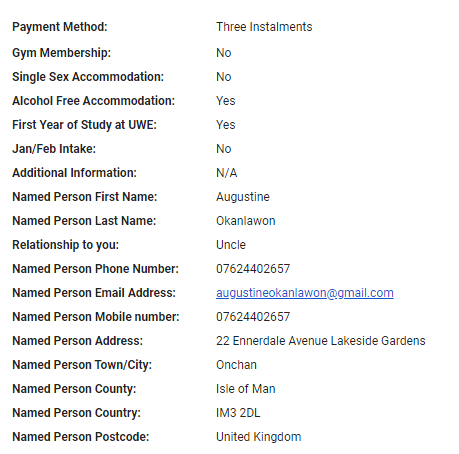 Payment Method: Three Instalments
Gym Membership: No
Single Sex Accommodation: No
Alcohol Free Accommodation: Yes
First Year of Study at UWE: Yes
Jan/Feb Intake: No
Additional Information: N/A
Named Person First Name: Augustine
Named Person Last Name: Okanlawon
Relationship to you: Uncle
Named Person Phone Number: 07624402657
Named Person Email Address: augustineokanlawon@gmail.com
Named Person Mobile number: 07624402657
Named Person Address: 22 Ennerdale Avenue Lakeside Gardens
Named Person Town/City: Onchan
Named Person County: Isle of Man
Named Person Country: IM3 2DL
Named Person Postcode: United Kingdom